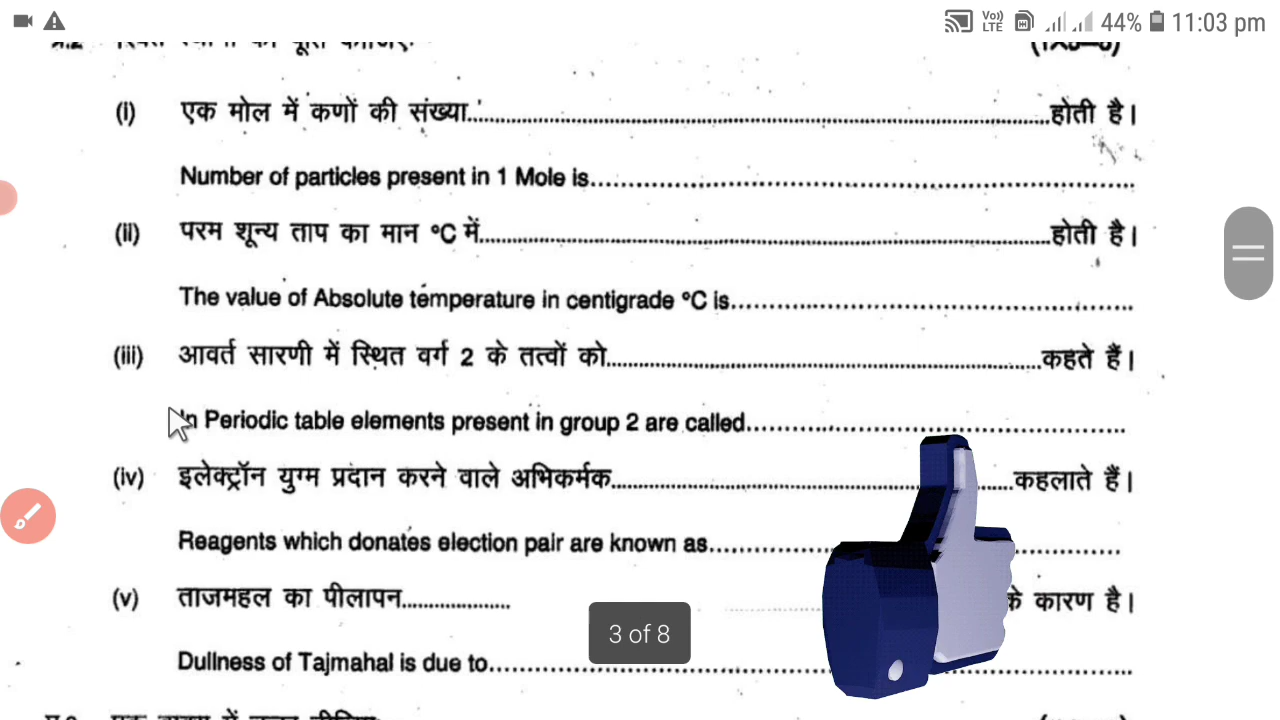 Vo)) LTE 44% 11:03 pm
(i) एक मोल में कणों की संख्या..........होती है।
Number of particles present in 1 Mole is..........
(ii) परम शून्य ताप का मान °C में..........होती है।
The value of Absolute temperature in centigrade °C is..........
(iii) आवर्त सारणी में स्थित वर्ग 2 के तत्वों को..........कहते हैं।
In Periodic table elements present in group 2 are called..........
(iv) इलेक्ट्रॉन युग्म प्रदान करने वाले अभिकर्मक..........कहलाते हैं।
Reagents which donates election pair are known as..........
(v) ताजमहल का पीलापन.......... के कारण है।
3 of 8
Dullness of Tajmahal is due to..........